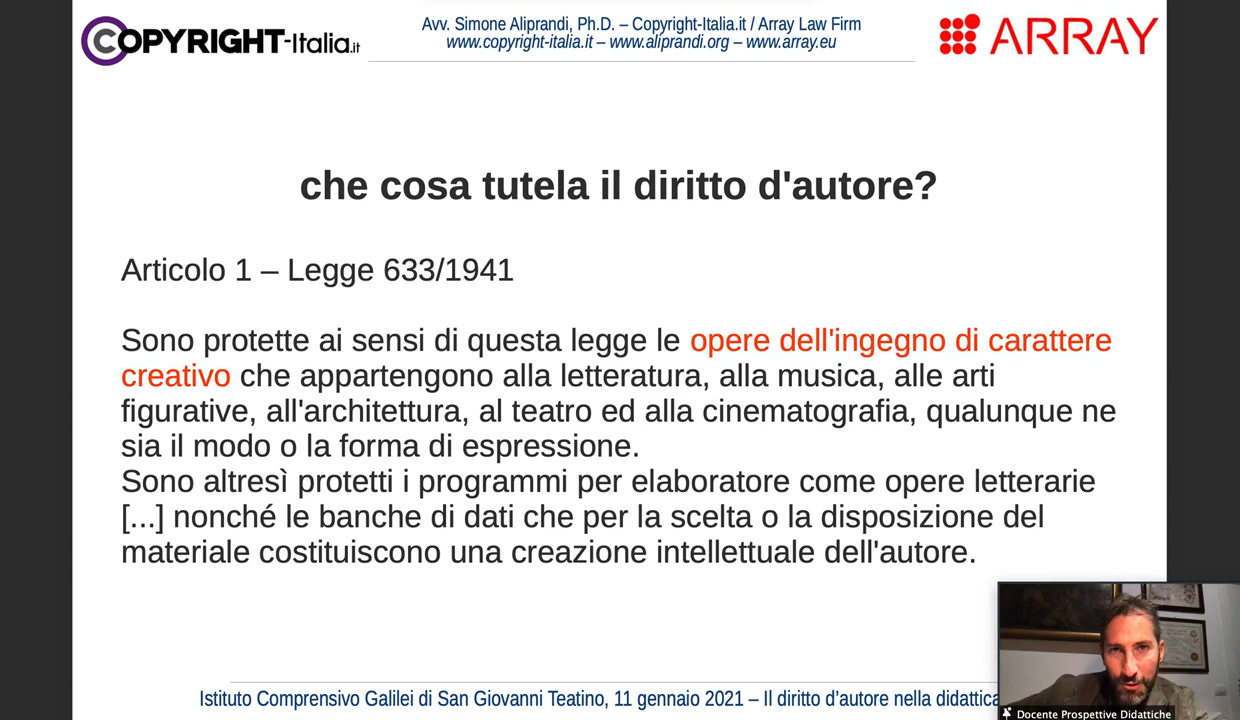 COPYRIGHT-Italia.it
Avv. Simone Aliprandi, Ph.D. – Copyright-Italia.it / Array Law Firm
www.copyright-italia.it – www.aliprandi.org – www.array.eu
ARRAY
che cosa tutela il diritto d'autore?
Articolo 1 – Legge 633/1941
Sono protette ai sensi di questa legge le opere dell'ingegno di carattere
creativo che appartengono alla letteratura, alla musica, alle arti
figurative, all'architettura, al teatro ed alla cinematografia, qualunque ne
sia il modo o la forma di espressione.
Sono altresì protetti i programmi per elaboratore come opere letterarie
[...] nonché le banche di dati che per la scelta o la disposizione del
materiale costituiscono una creazione intellettuale dell'autore.
Istituto Comprensivo Galilei di San Giovanni Teatino, 11 gennaio 2021 – Il diritto d’autore nella didattica
Docente Prospettive Didattiche